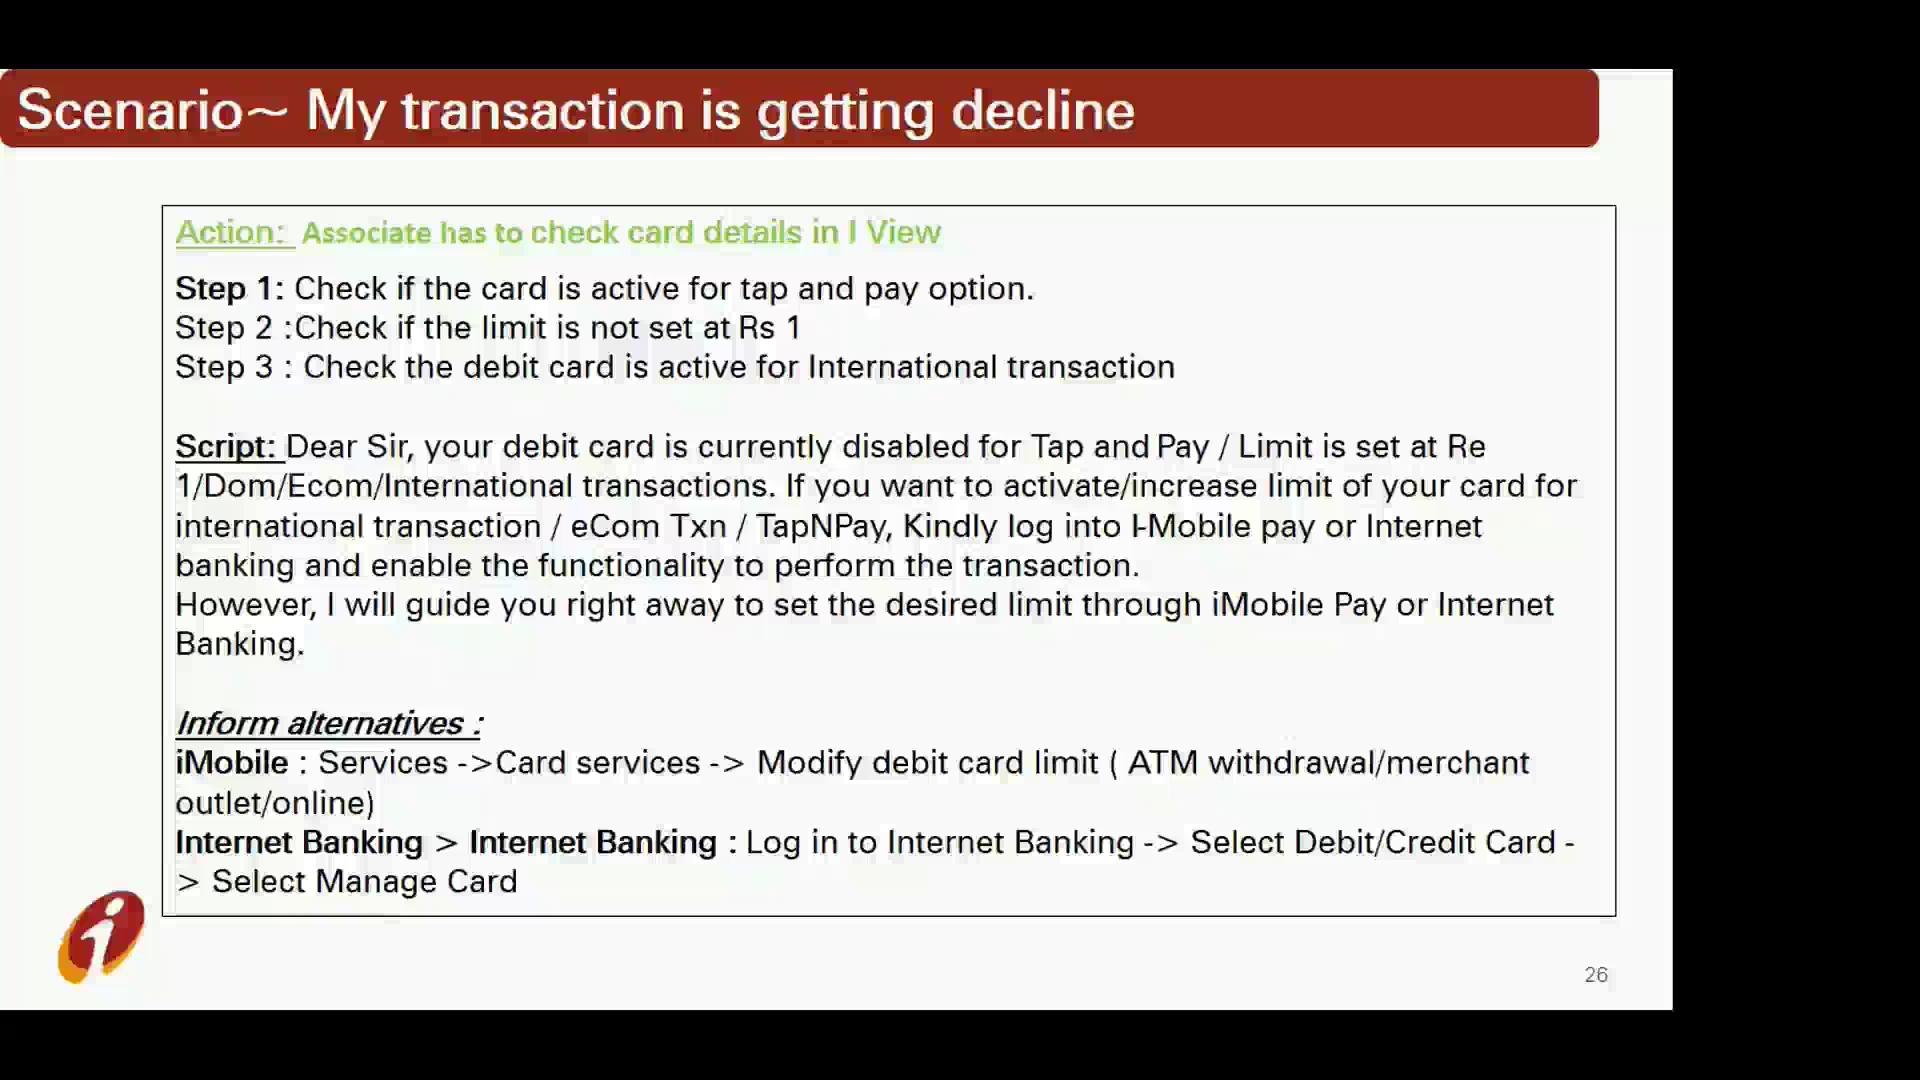 Scenario~ My transaction is getting decline
Action: Associate has to check card details in I View
Step 1: Check if the card is active for tap and pay option.
Step 2 :Check if the limit is not set at Rs 1
Step 3 : Check the debit card is active for International transaction
Script: Dear Sir, your debit card is currently disabled for Tap and Pay / Limit is set at Re
1/Dom/Ecom/International transactions. If you want to activate/increase limit of your card for
international transaction / eCom Txn / TapNPay, Kindly log into I-Mobile pay or Internet
banking and enable the functionality to perform the transaction.
However, I will guide you right away to set the desired limit through iMobile Pay or Internet
Banking.
Inform alternatives :
iMobile : Services ->Card services -> Modify debit card limit ( ATM withdrawal/merchant
outlet/online)
Internet Banking > Internet Banking : Log in to Internet Banking -> Select Debit/Credit Card -
> Select Manage Card
26